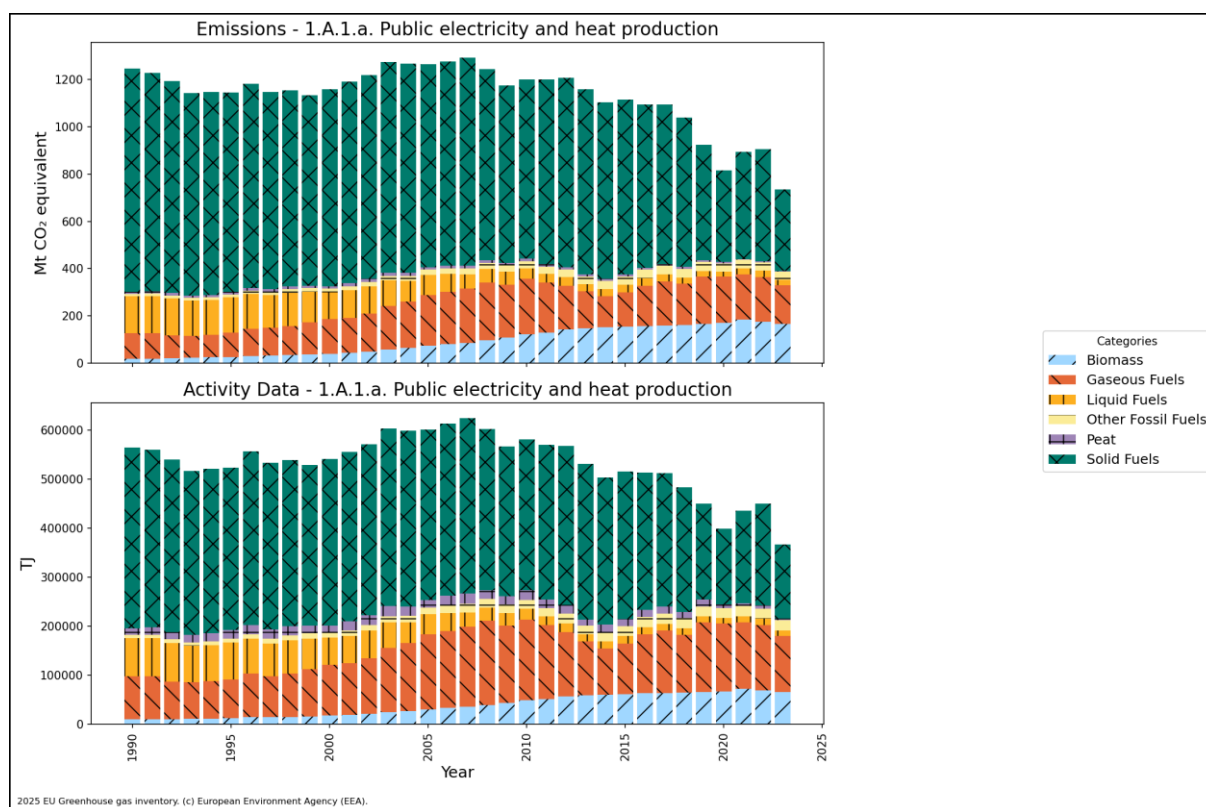 Emissions - 1.A.1.a. Public electricity and heat production
1200
1000
800
600
400
200
0
Mt CO₂ equivalent
Activity Data - 1.A.1.a. Public electricity and heat production
600000
500000
400000
300000
200000
100000
0
TJ
1990
1995
2000
2005
2010
2015
2020
2025
Year
Categories
Biomass
Gaseous Fuels
Liquid Fuels
Other Fossil Fuels
Peat
Solid Fuels
2025 EU Greenhouse gas inventory. (c) European Environment Agency (EEA).